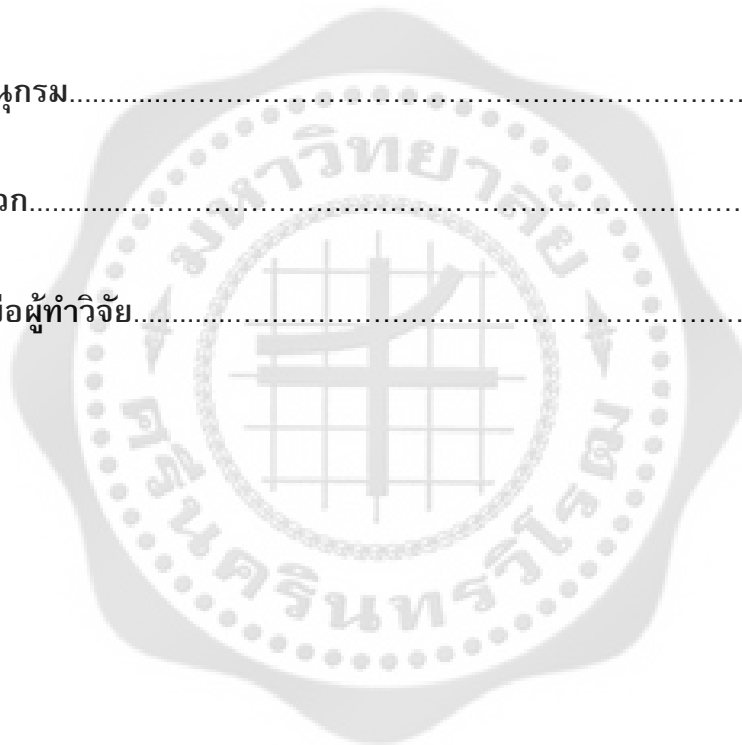 นุกรม
วก
มือผู้ทำวิจัย
มหาวิทยาลัย
ศรีนครินทรวิโรฒ